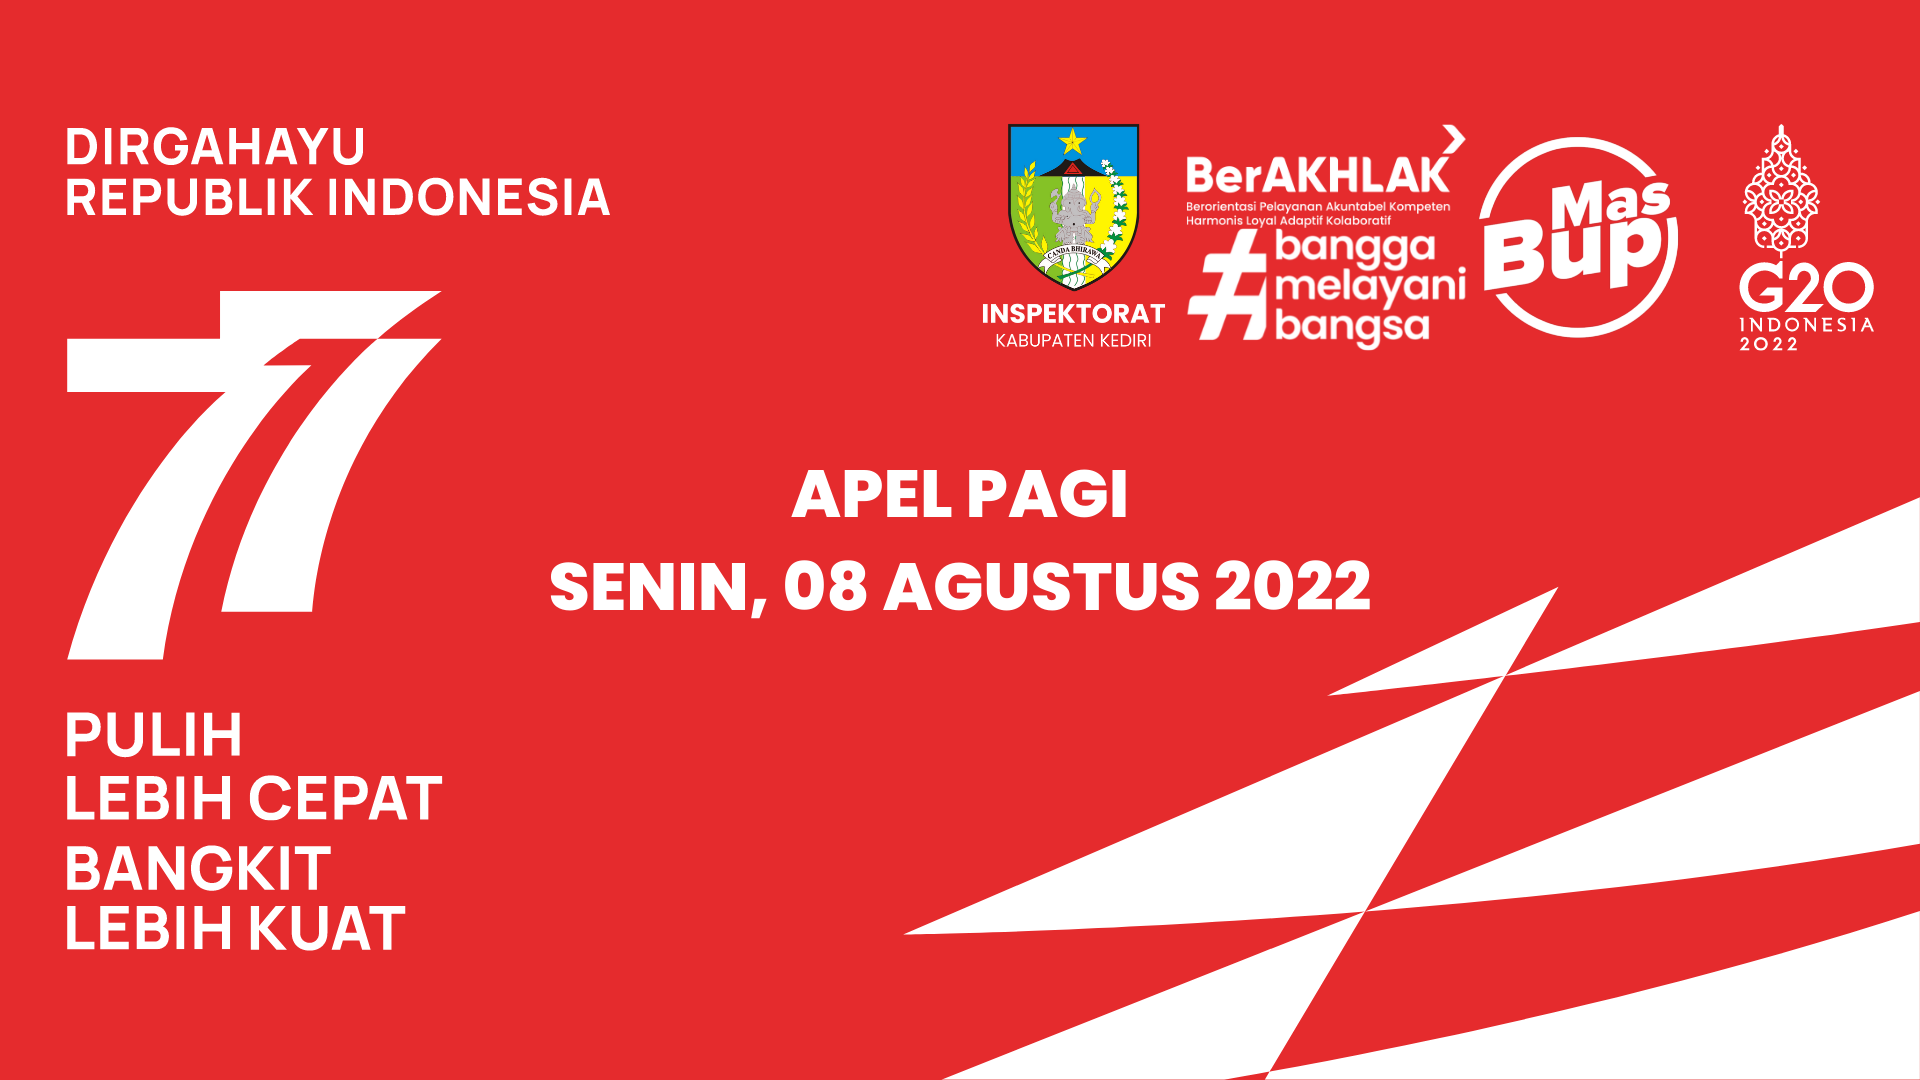 DIRGAHAYU
REPUBLIK INDONESIA
77
PULIH
LEBIH CEPAT
BANGKIT
LEBIH KUAT
CANDA BHIRAWA
INSPEKTORAT
KABUPATEN KEDIRI
BerAKHLAK
Berorientasi Pelayanan Akuntabel Kompeten
Harmonis Loyal Adaptif Kolaboratif
#bangga
melayani
bangsa
Mas
Bup
G20
INDONESIA
2022
APEL PAGI
SENIN, 08 AGUSTUS 2022